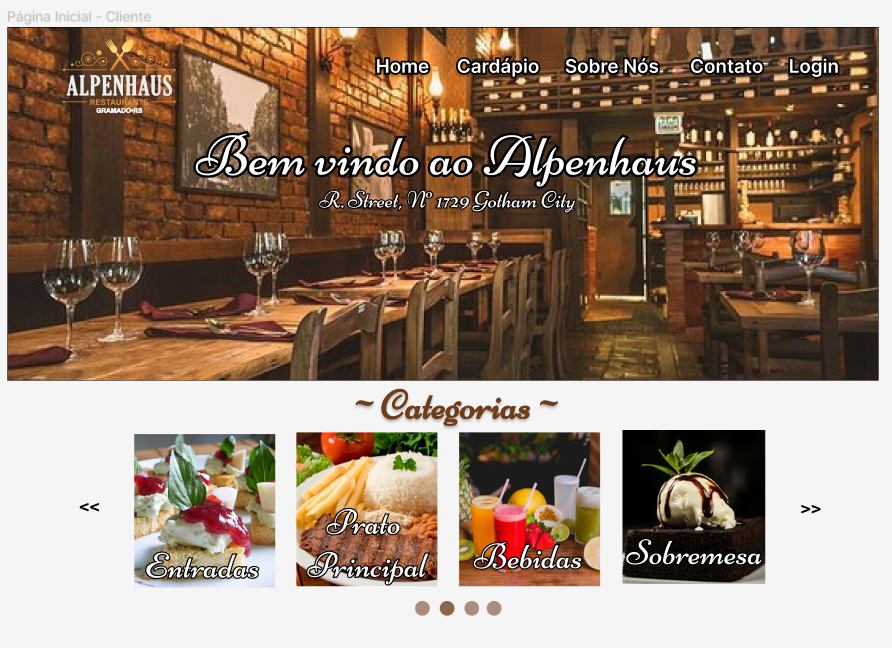 Página Inicial - Cliente
Home Cardápio Sobre Nós Contato Login
ALPENHAUS
RESTAURANTE
GRAMADO•RS
Bem vindo ao Alpenhaus
R. Street, Nº 1729 Gotham City
~ Categorias ~
<<
Entradas
Prato
Principal
Bebidas
Sobremesa
>>